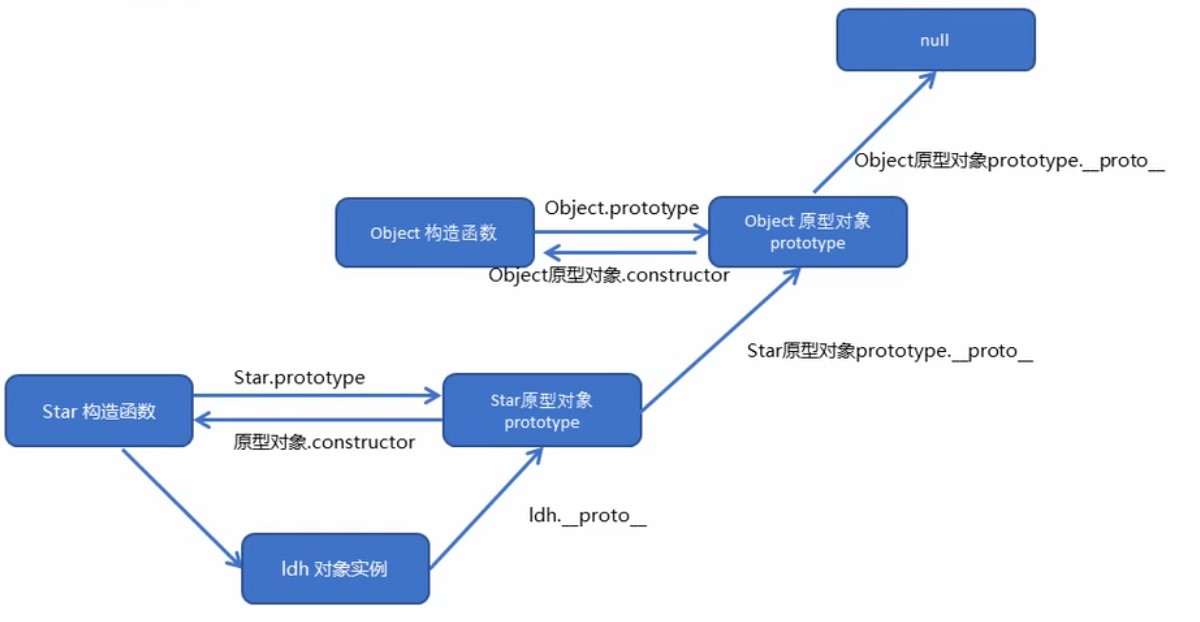 null
Object原型对象prototype.__proto__
Object.prototype
Object 构造函数
Object 原型对象
prototype
Object原型对象.constructor
Star原型对象prototype.__proto__
Star.prototype
Star 构造函数
Star原型对象
prototype
原型对象.constructor
ldh.__proto__
ldh 对象实例